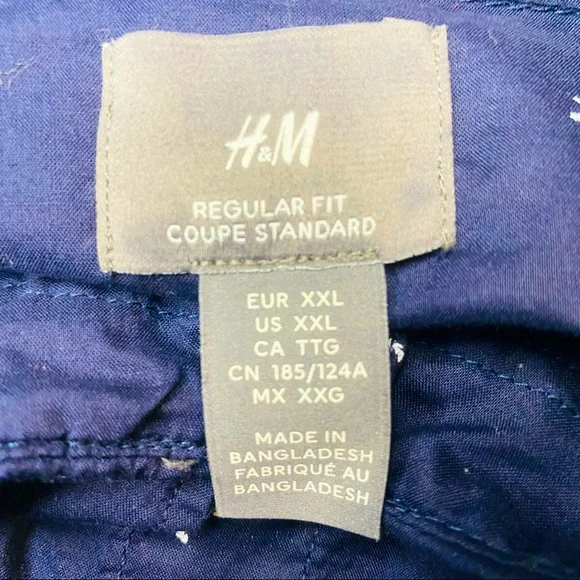 H&M
REGULAR FIT
COUPE STANDARD
EUR XXL
US XXL
CA TTG
CN 185/124A
MX XXG
MADE IN
BANGLADESH
FABRIQUÉ AU
BANGLADESH